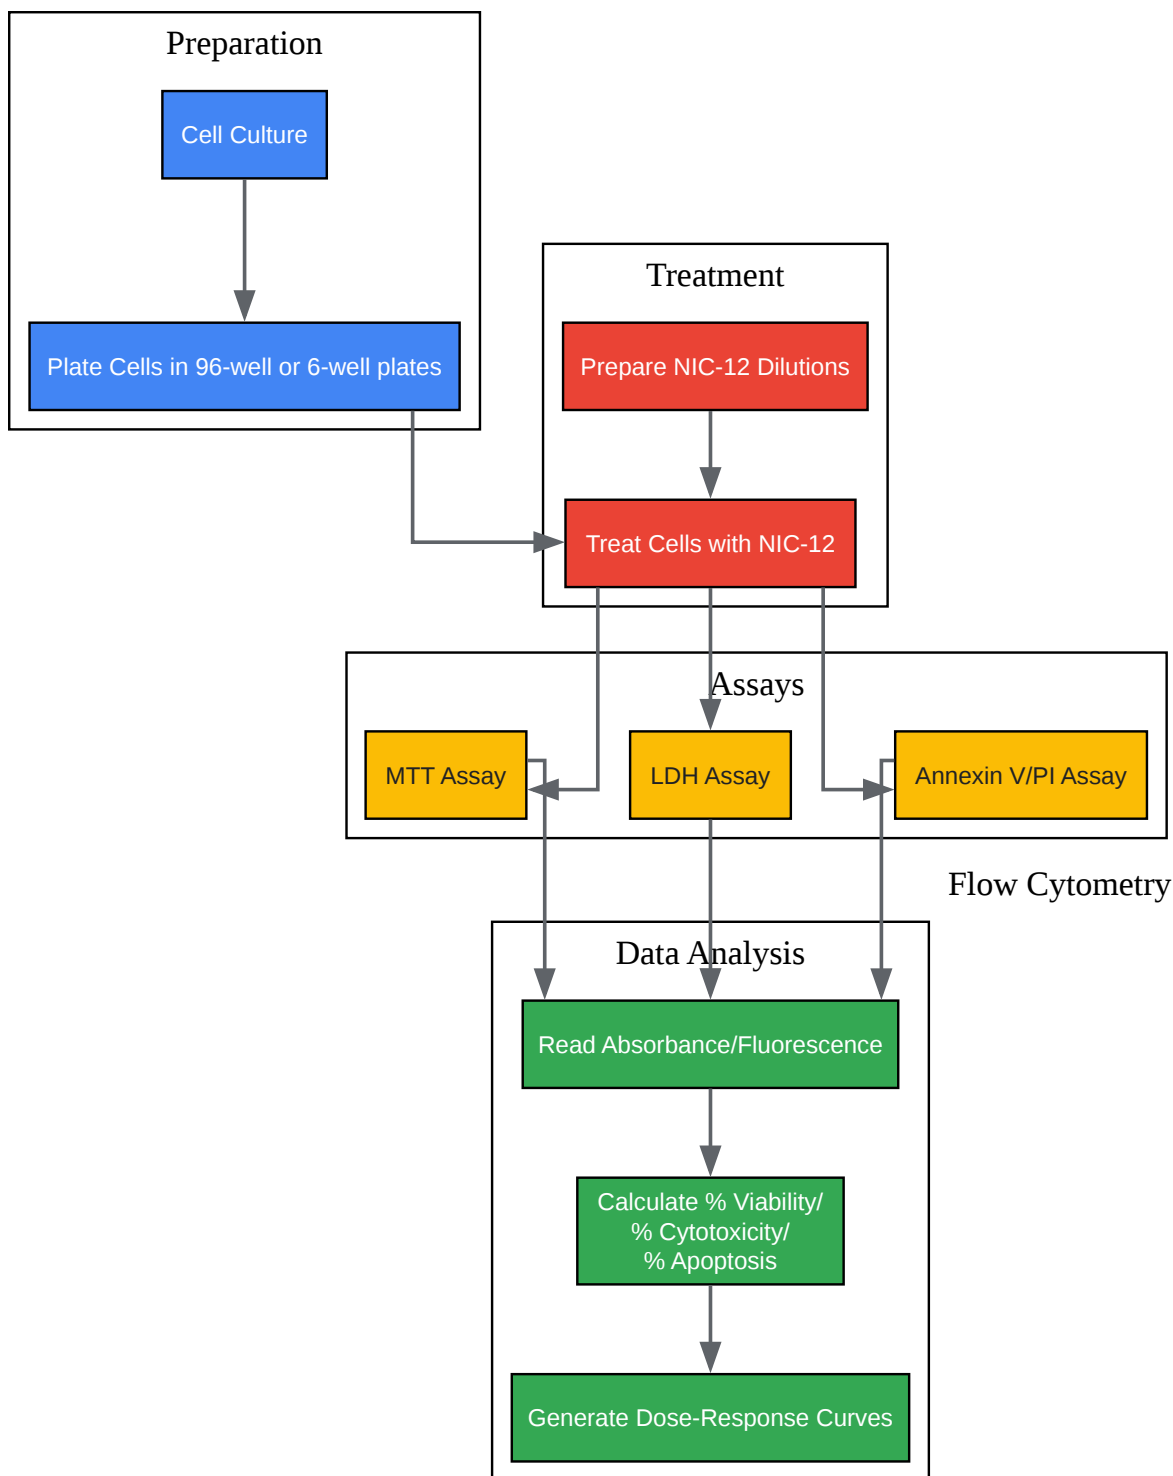 Preparation
Cell Culture
Plate Cells in 96-well or 6-well plates
Treatment
Prepare NIC-12 Dilutions
Treat Cells with NIC-12
Assays
MTT Assay
LDH Assay
Annexin V/PI Assay
Flow Cytometry
Data Analysis
Read Absorbance/Fluorescence
Calculate % Viability/
% Cytotoxicity/
% Apoptosis
Generate Dose-Response Curves